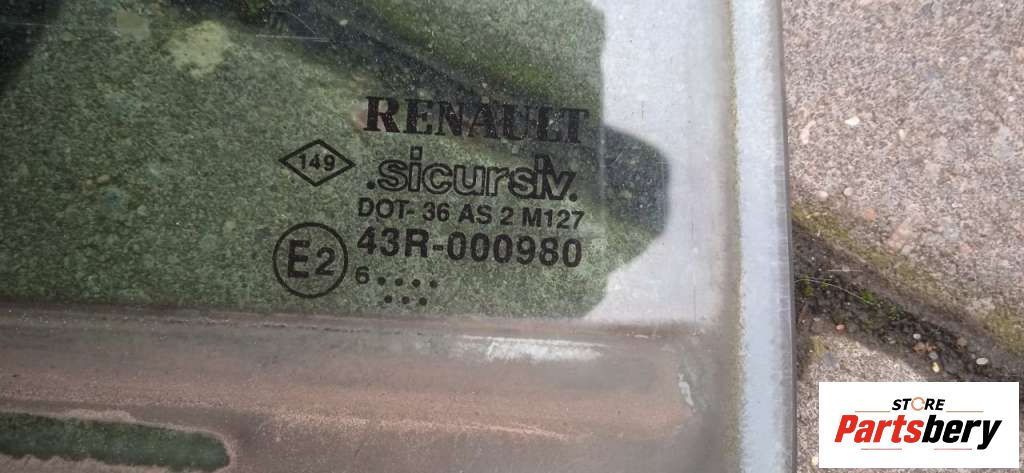 RENAULT
149
.sicursiv.
DOT- 36 AS 2 M127
E2
43R-000980
6 ....
...
STORE
Partsbery